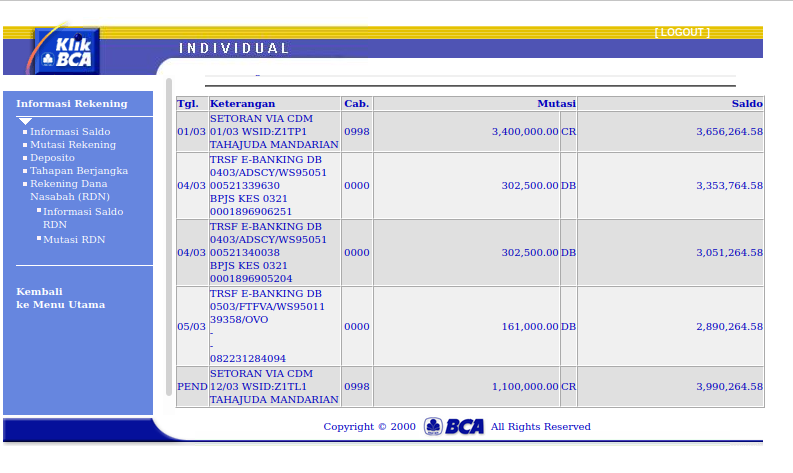 [ LOGOUT ]
Klik
BCA
INDIVIDUAL
Informasi Rekening
Informasi Saldo
Mutasi Rekening
Deposito
Tahapan Berjangka
Rekening Dana
Nasabah (RDN)
Informasi Saldo
RDN
Mutasi RDN
Kembali
ke Menu Utama
Tgl. Keterangan Cab. Mutasi Saldo
SETORAN VIA CDM
01/03 01/03 WSID:Z1TP1 0998 3,400,000.00 CR 3,656,264.58
TAHAJUDA MANDARIAN
TRSF E-BANKING DB
0403/ADSCY/WS95051
04/03 00521339630 0000 302,500.00 DB 3,353,764.58
BPJS KES 0321
0001896906251
TRSF E-BANKING DB
0403/ADSCY/WS95051
04/03 00521340038 0000 302,500.00 DB 3,051,264.58
BPJS KES 0321
0001896905204
TRSF E-BANKING DB
0503/FTFVA/WS95011
39358/OVO
05/03 - 0000 161,000.00 DB 2,890,264.58
-
082231284094
SETORAN VIA CDM
PEND 12/03 WSID:Z1TL1 0998 1,100,000.00 CR 3,990,264.58
TAHAJUDA MANDARIAN
Copyright © 2000 BCA All Rights Reserved